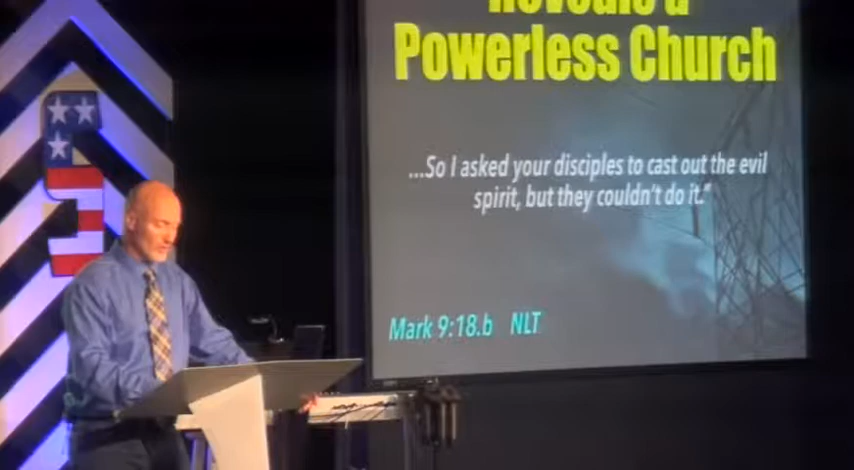 Reveals a
Powerless Church
...So I asked your disciples to cast out the evil
spirit, but they couldn't do it."
Mark 9:18.b NLT